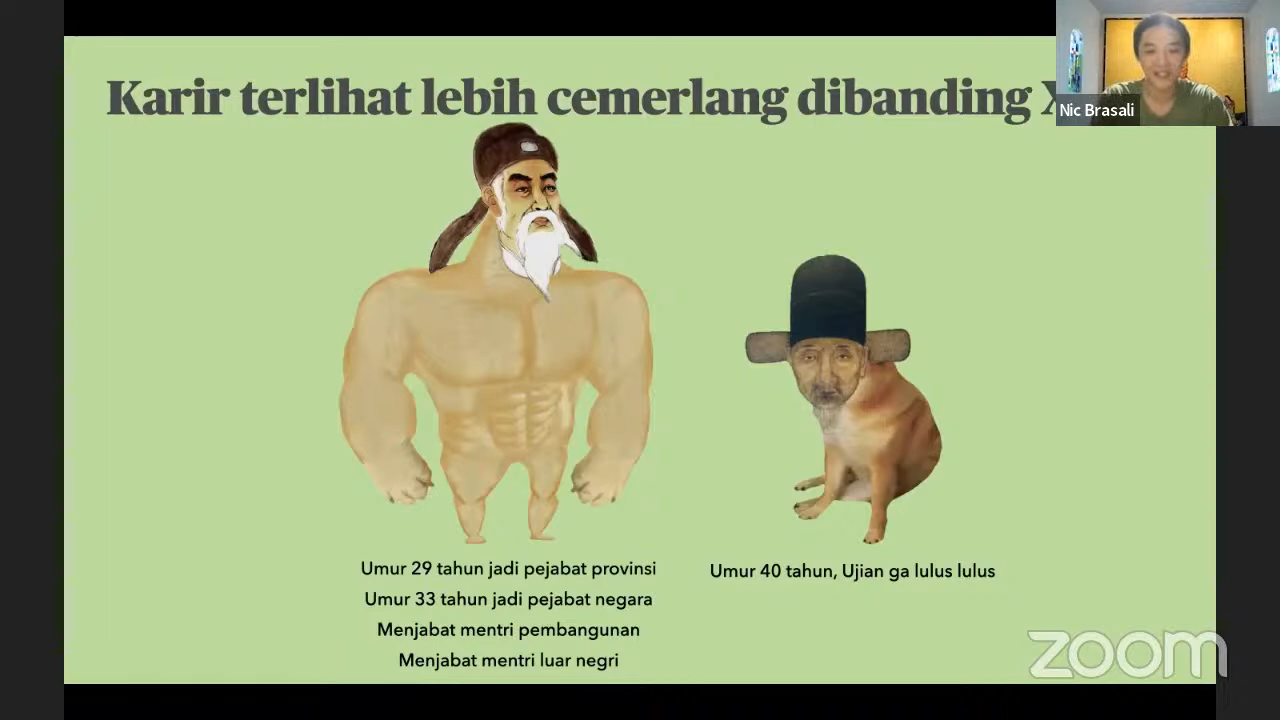 Karir terlihat lebih cemerlang dibanding
Nic Brasali
Umur 29 tahun jadi pejabat provinsi
Umur 33 tahun jadi pejabat negara
Menjabat mentri pembangunan
Menjabat mentri luar negri
Umur 40 tahun, Ujian ga lulus lulus
zoom